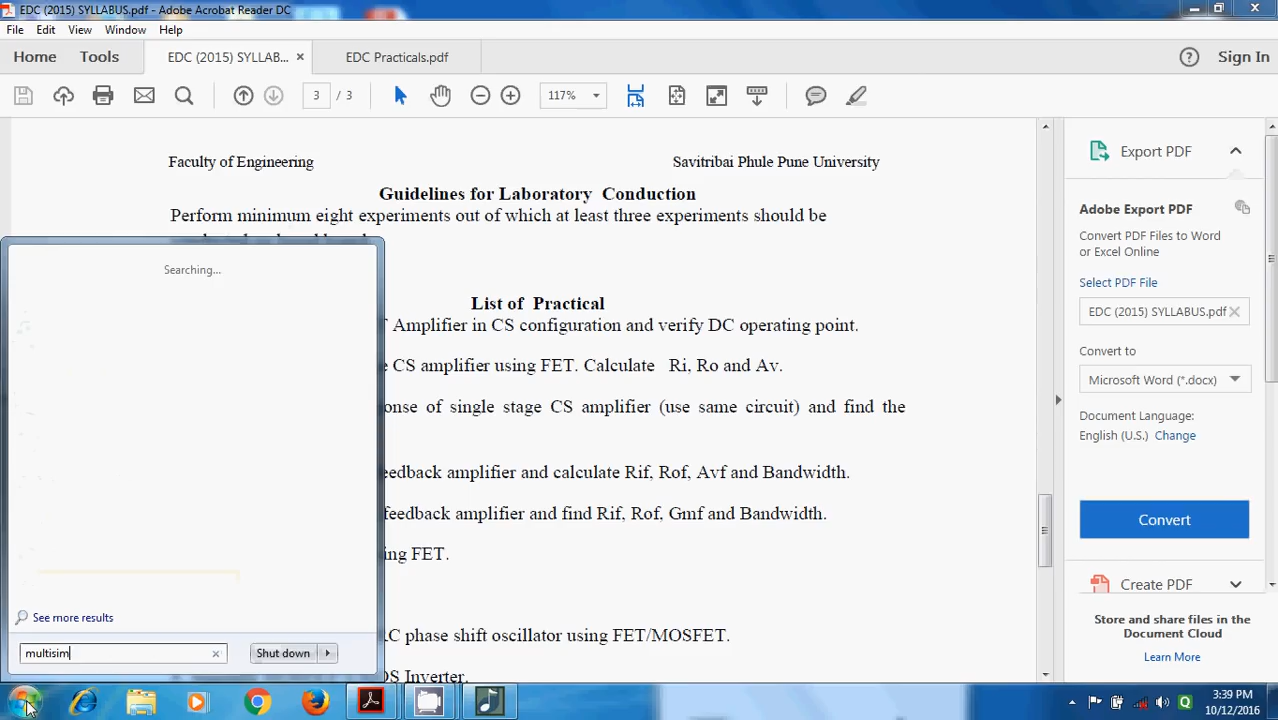 EDC (2015) SYLLABUS.pdf - Adobe Acrobat Reader DC
File Edit View Window Help
Home Tools EDC (2015) SYLLAB... × EDC Practicals.pdf Sign In
3 / 3 117%
Faculty of Engineering Savitribai Phule Pune University
Guidelines for Laboratory Conduction
Perform minimum eight experiments out of which at least three experiments should be
List of Practical
Amplifier in CS configuration and verify DC operating point.
CS amplifier using FET. Calculate Ri, Ro and Av.
of single stage CS amplifier (use same circuit) and find the
amplifier and calculate Rif, Rof, Avf and Bandwidth.
feedback amplifier and find Rif, Rof, Gmf and Bandwidth.
FET.
phase shift oscillator using FET/MOSFET.
Inverter.
Searching...
See more results
multisim
Shut down
Export PDF
Adobe Export PDF
Convert PDF Files to Word
or Excel Online
Select PDF File
EDC (2015) SYLLABUS.pdf
Convert to
Microsoft Word (*.docx)
Document Language:
English (U.S.) Change
Convert
Create PDF
Store and share files in the
Document Cloud
Learn More
3:39 PM
10/12/2016